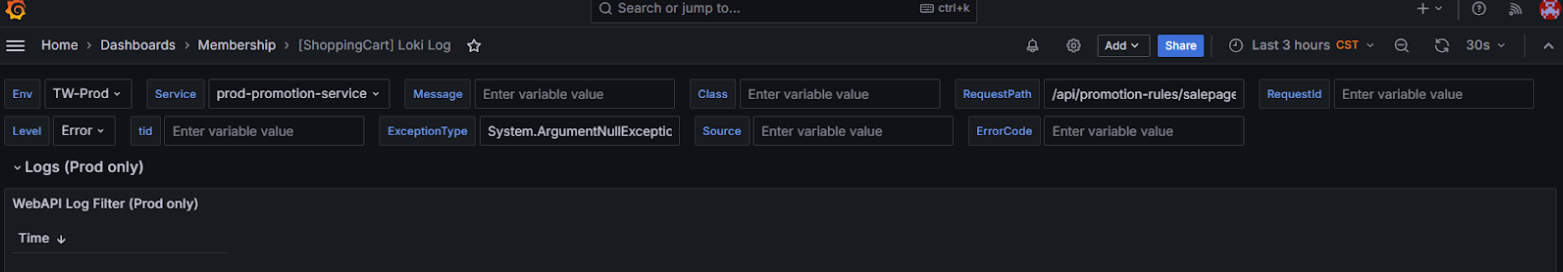 Search or jump to... ctrl+k
Home > Dashboards > Membership > [ShoppingCart] Loki Log Add Share Last 3 hours CST 30s
Env TW-Prod Service prod-promotion-service Message Enter variable value Class Enter variable value RequestPath /api/promotion-rules/salepage RequestId Enter variable value
Level Error tid Enter variable value ExceptionType System.ArgumentNullExceptic Source Enter variable value ErrorCode Enter variable value
Logs (Prod only)
WebAPI Log Filter (Prod only)
Time ↓